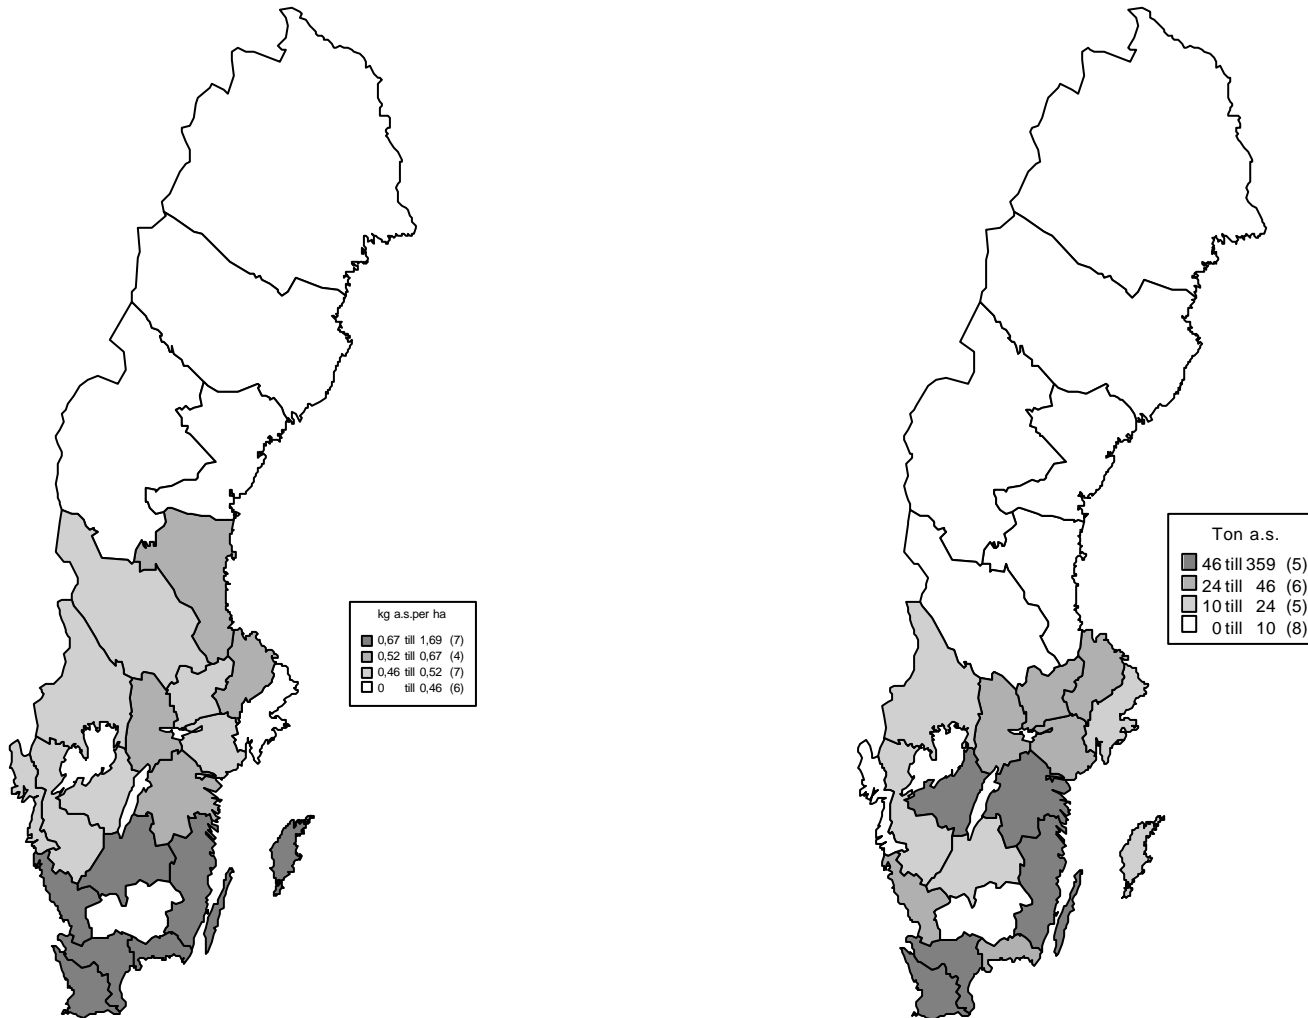 kg a.s.per ha
0,67 till 1,69 (7)
0,52 till 0,67 (4)
0,46 till 0,52 (7)
0 till 0,46 (6)
Ton a.s.
46 till 359 (5)
24 till 46 (6)
10 till 24 (5)
0 till 10 (8)